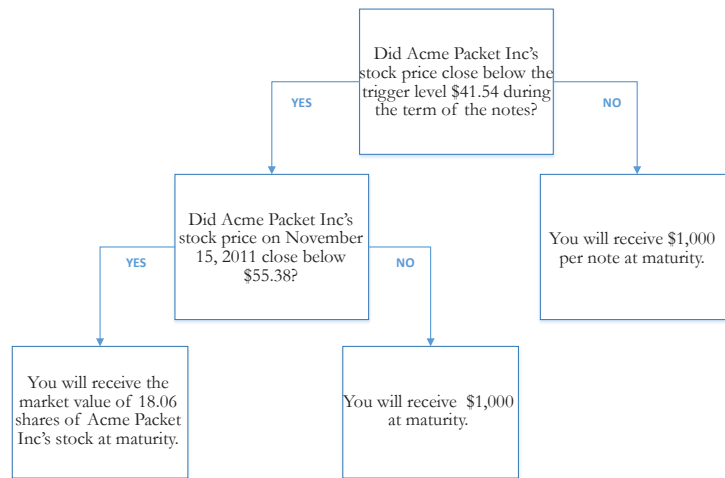 Did Acme Packet Inc's
stock price close below the
trigger level $41.54 during
the term of the notes?
YES
NO
Did Acme Packet Inc's
stock price on November
15, 2011 close below
$55.38?
You will receive $1,000
per note at maturity.
YES
NO
You will receive the
market value of 18.06
shares of Acme Packet
Inc's stock at maturity.
You will receive $1,000
at maturity.